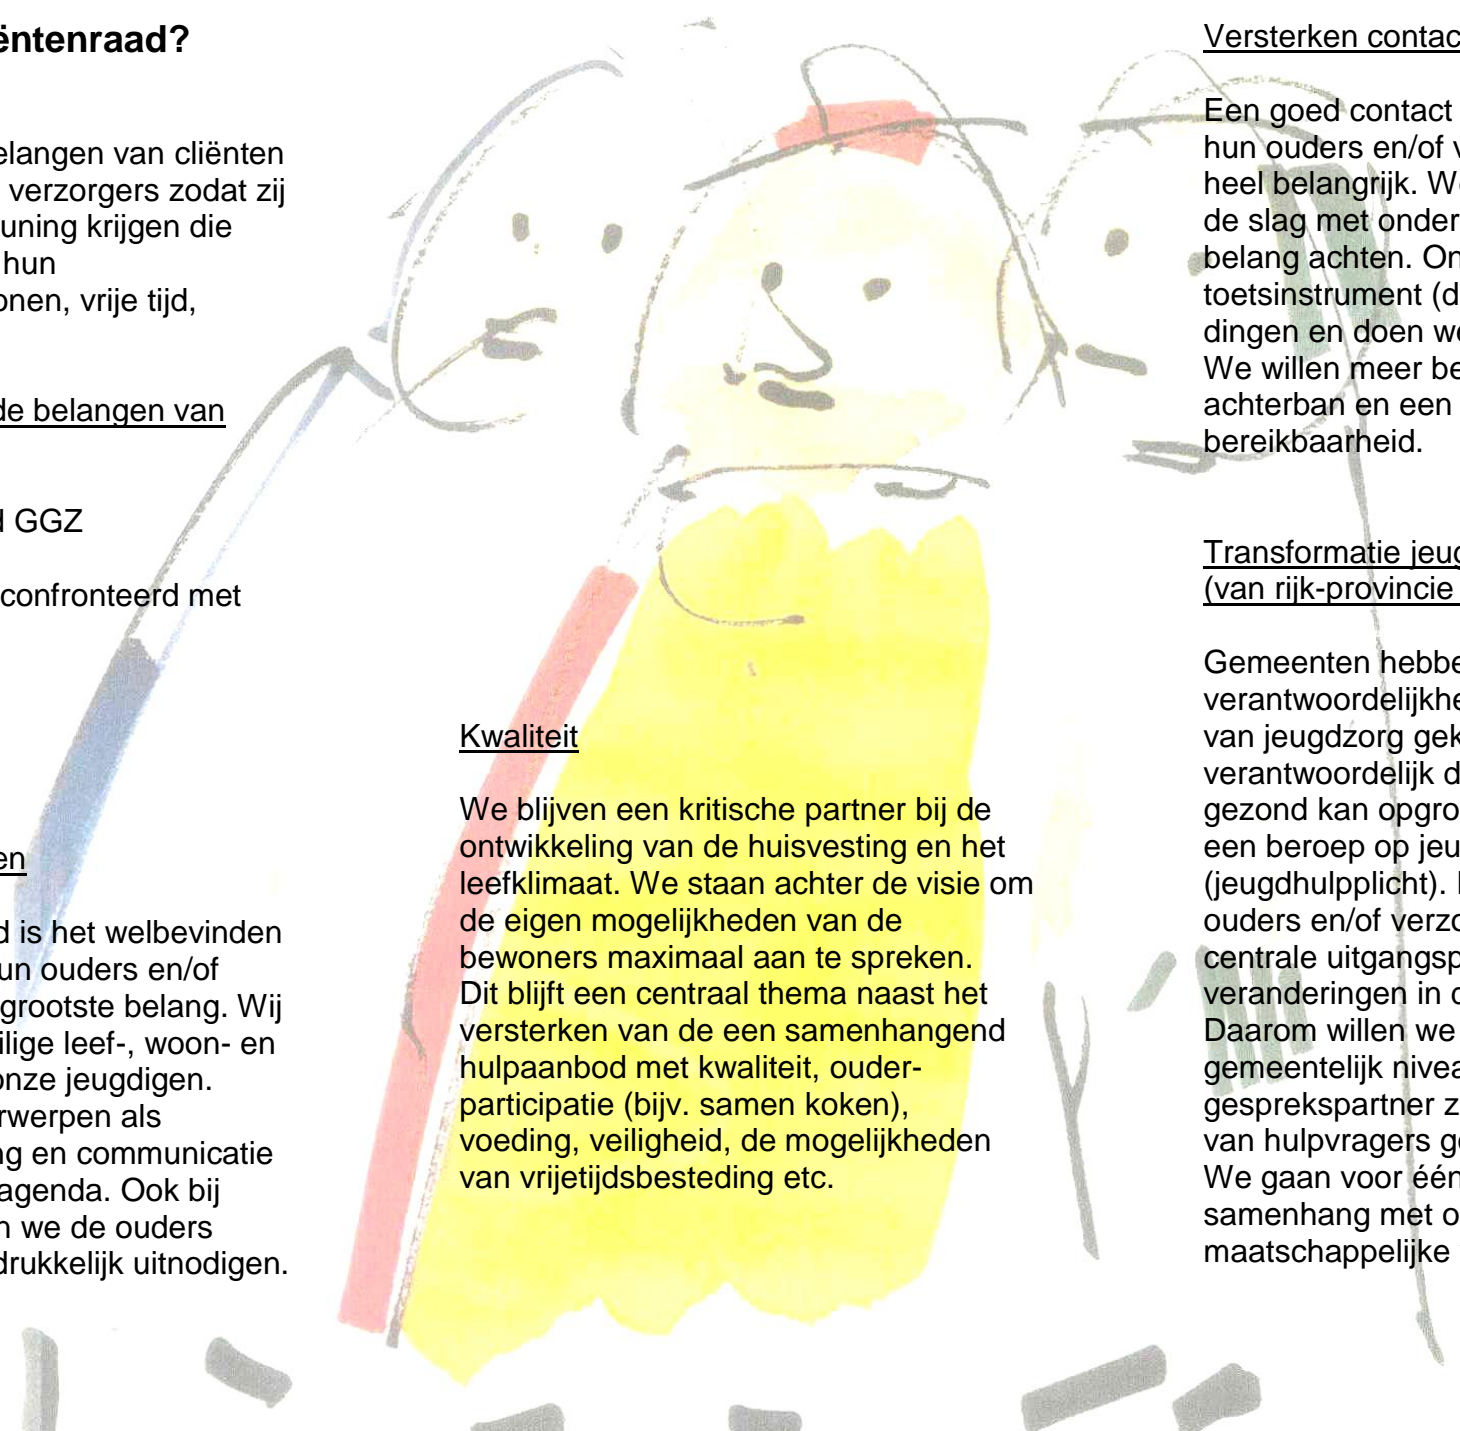 ëntenraad?
elangen van cliënten
verzorgers zodat zij
uning krijgen die
hun
onen, vrije tijd,
de belangen van
d GGZ
confronteerd met
en
d is het welbevinden
un ouders en/of
grootste belang. Wij
ilige leef-, woon- en
onze jeugdigen.
rwerpen als
ng en communicatie
agenda. Ook bij
n we de ouders
drukkelijk uitnodigen.
Kwaliteit
We blijven een kritische partner bij de
ontwikkeling van de huisvesting en het
leefklimaat. We staan achter de visie om
de eigen mogelijkheden van de
bewoners maximaal aan te spreken.
Dit blijft een centraal thema naast het
versterken van de een samenhangend
hulpaanbod met kwaliteit, ouder-
participatie (bijv. samen koken),
voeding, veiligheid, de mogelijkheden
van vrijetijdsbesteding etc.
Versterken contac
Een goed contact
hun ouders en/of v
heel belangrijk. We
de slag met onder
belang achten. On
toetsinstrument (d
dingen en doen we
We willen meer be
achterban en een
bereikbaarheid.
Transformatie jeug
(van rijk-provincie
Gemeenten hebbe
verantwoordelijkhe
van jeugdzorg gek
verantwoordelijk d
gezond kan opgro
een beroep op jeu
(jeugdhulpplicht).
ouders en/of verzo
centrale uitgangsp
veranderingen in d
Daarom willen we
gemeentelijk nivea
gesprekspartner z
van hulpvragers ge
We gaan voor één
samenhang met o
maatschappelijke